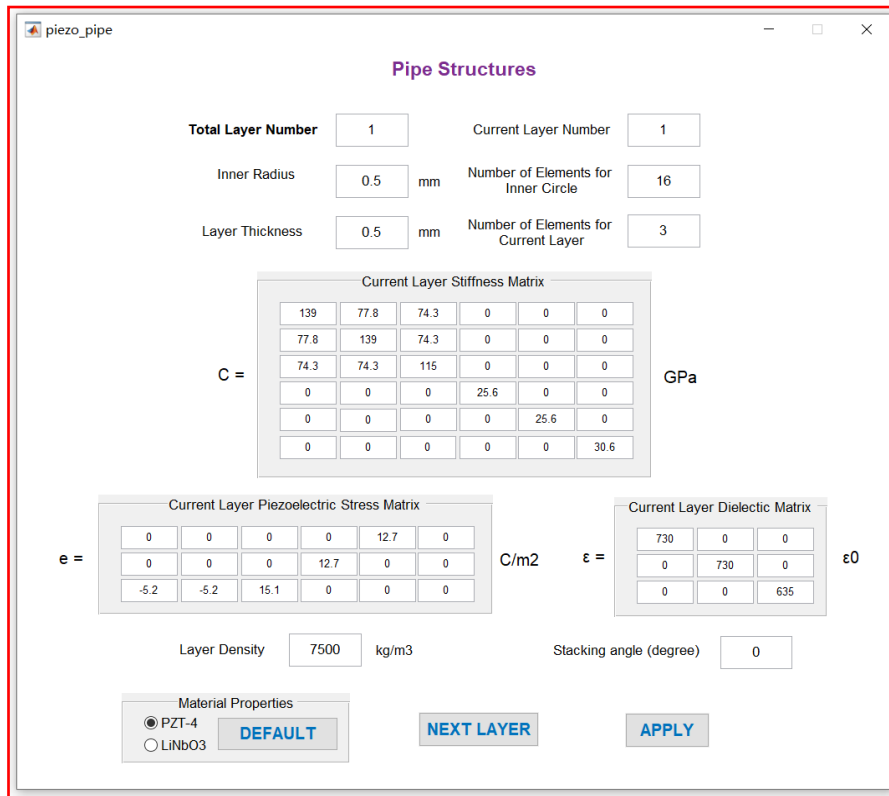 piezo_pipe
Pipe Structures
Total Layer Number 1 Current Layer Number 1
Inner Radius 0.5 mm Number of Elements for
Inner Circle 16
Layer Thickness 0.5 mm Number of Elements for
Current Layer 3
Current Layer Stiffness Matrix
139 77.8 74.3 0 0 0
77.8 139 74.3 0 0 0
74.3 74.3 115 0 0 0
C = GPa
0 0 0 25.6 0 0
0 0 0 0 25.6 0
0 0 0 0 0 30.6
Current Layer Piezoelectric Stress Matrix
0 0 0 0 12.7 0
e = 0 0 0 12.7 0 0 C/m2
-5.2 -5.2 15.1 0 0 0
Current Layer Dielectic Matrix
730 0 0
ε = 0 730 0 ε0
0 0 635
Layer Density 7500 kg/m3 Stacking angle (degree) 0
Material Properties
PZT-4
LiNbO3
DEFAULT
NEXT LAYER
APPLY